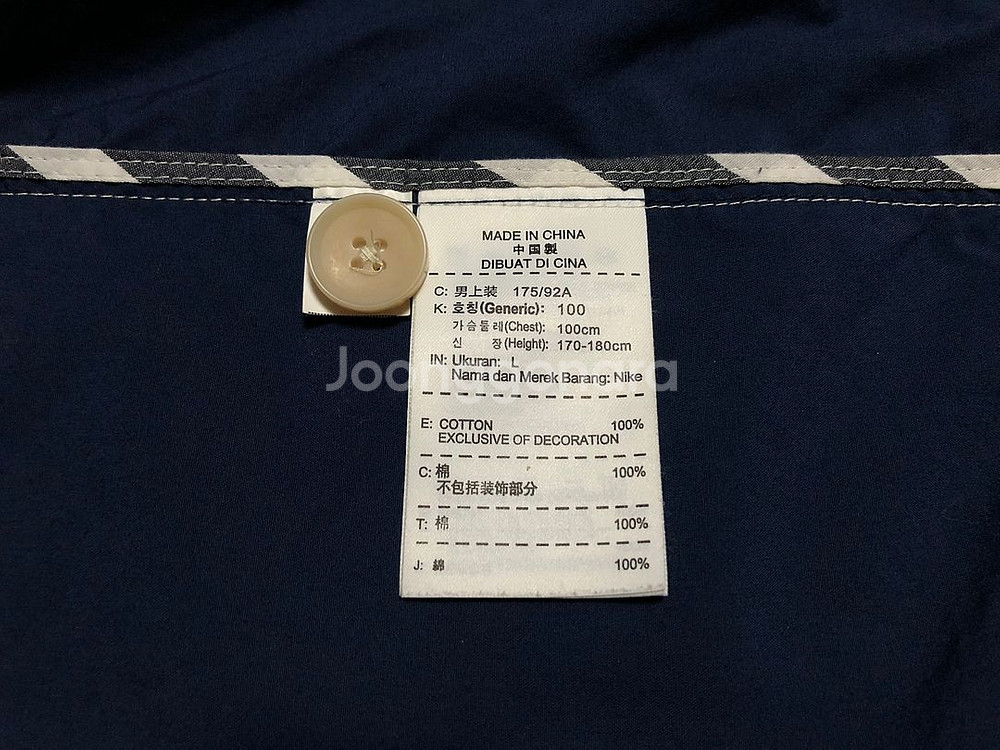 MADE IN CHINA
中国製
DIBUAT DI CINA
C: 男上装 175/92A
K: 호칭(Generic): 100
가슴둘레(Chest): 100cm
신 장(Height): 170-180cm
IN: Ukuran: L
Nama dan Merek Barang: Nike
Joonggonara
E: COTTON 100%
EXCLUSIVE OF DECORATION
C: 棉 100%
不包括装饰部分
T: 棉 100%
J: 綿 100%